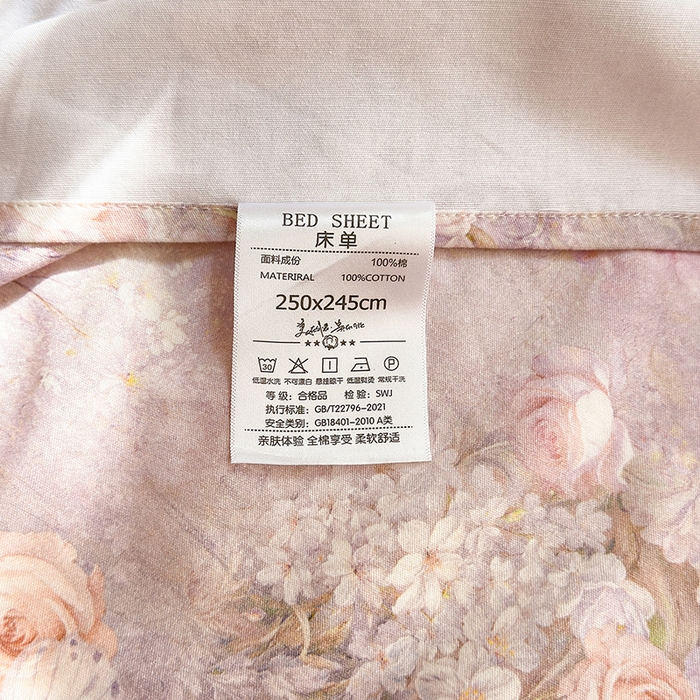 BED SHEET
床单
面料成份 100%棉
MATERIRAL 100%COTTON
250x245cm
30 P
低温水洗 不可漂白 悬挂晾干 低温熨烫 常规干洗
等级：合格品 检验：SWJ
执行标准：GB/T22796-2021
安全类别：GB18401-2010 A类
亲肤体验 全棉享受 柔软舒适